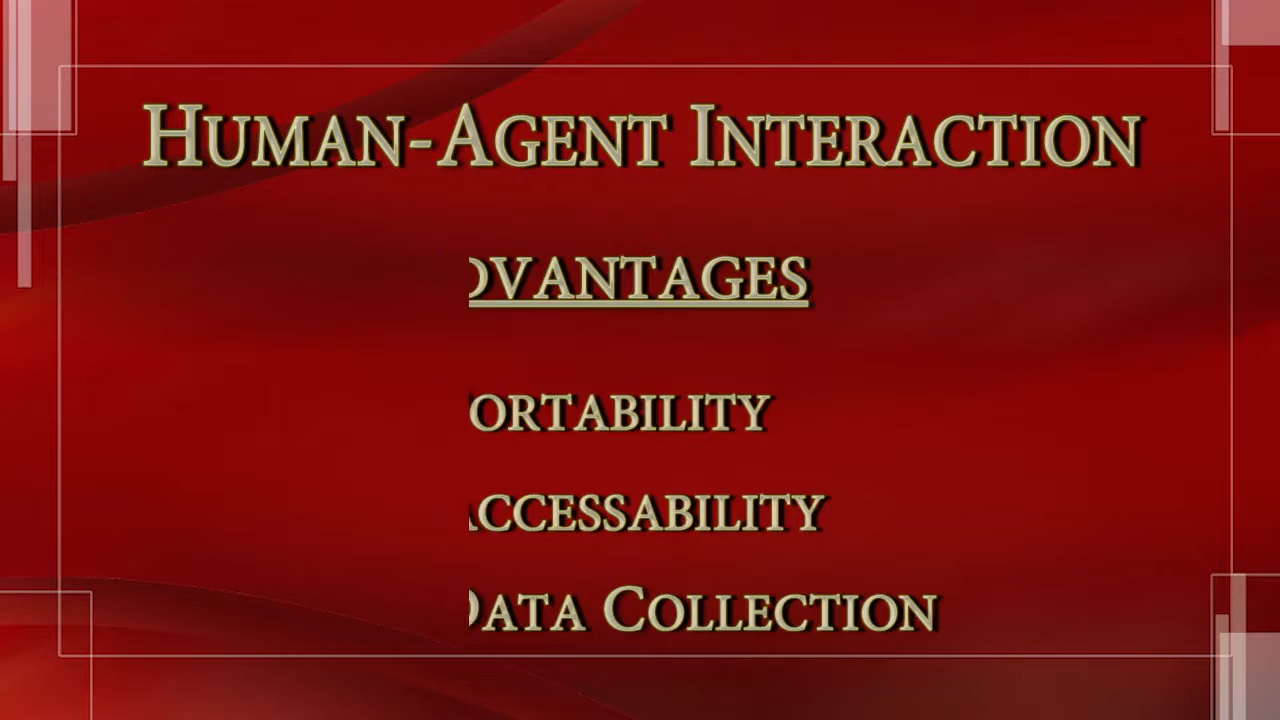 Human-Agent Interaction
dvantages
ortability
ccessability
Data Collection